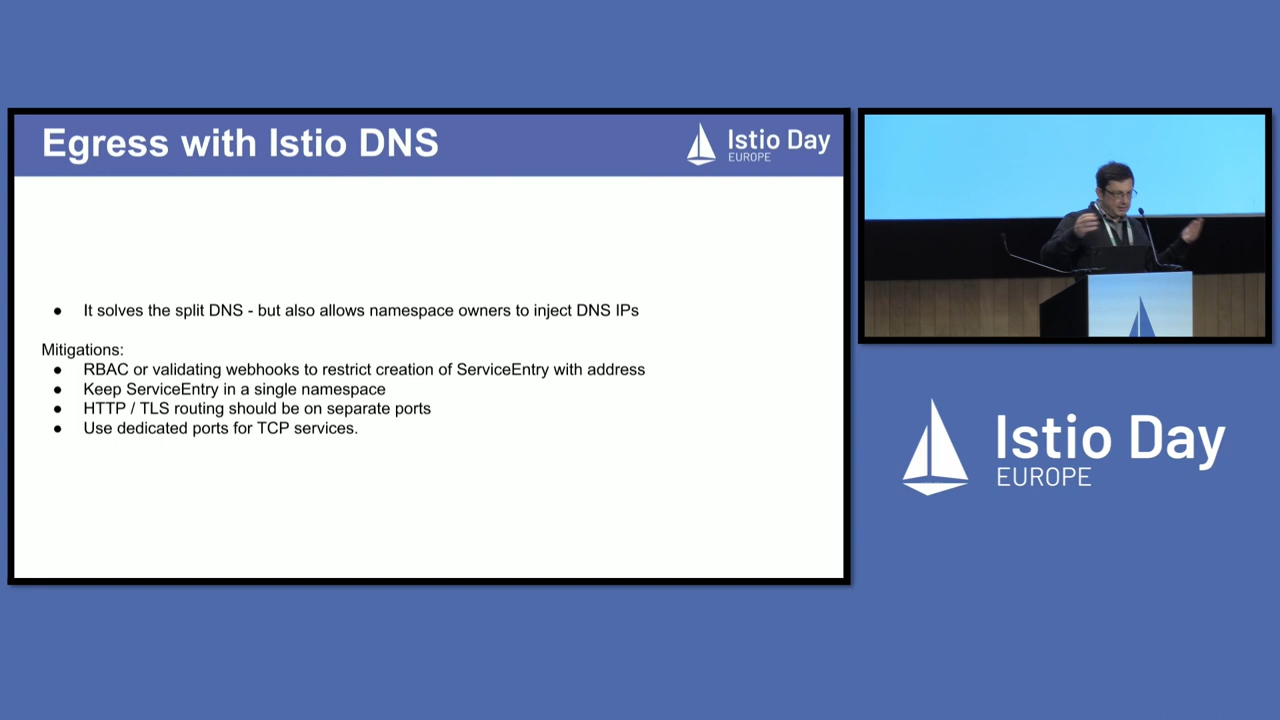 Egress with Istio DNS
Istio Day
EUROPE
● It solves the split DNS - but also allows namespace owners to inject DNS IPs
Mitigations:
● RBAC or validating webhooks to restrict creation of ServiceEntry with address
● Keep ServiceEntry in a single namespace
● HTTP / TLS routing should be on separate ports
● Use dedicated ports for TCP services.
Istio Day
EUROPE